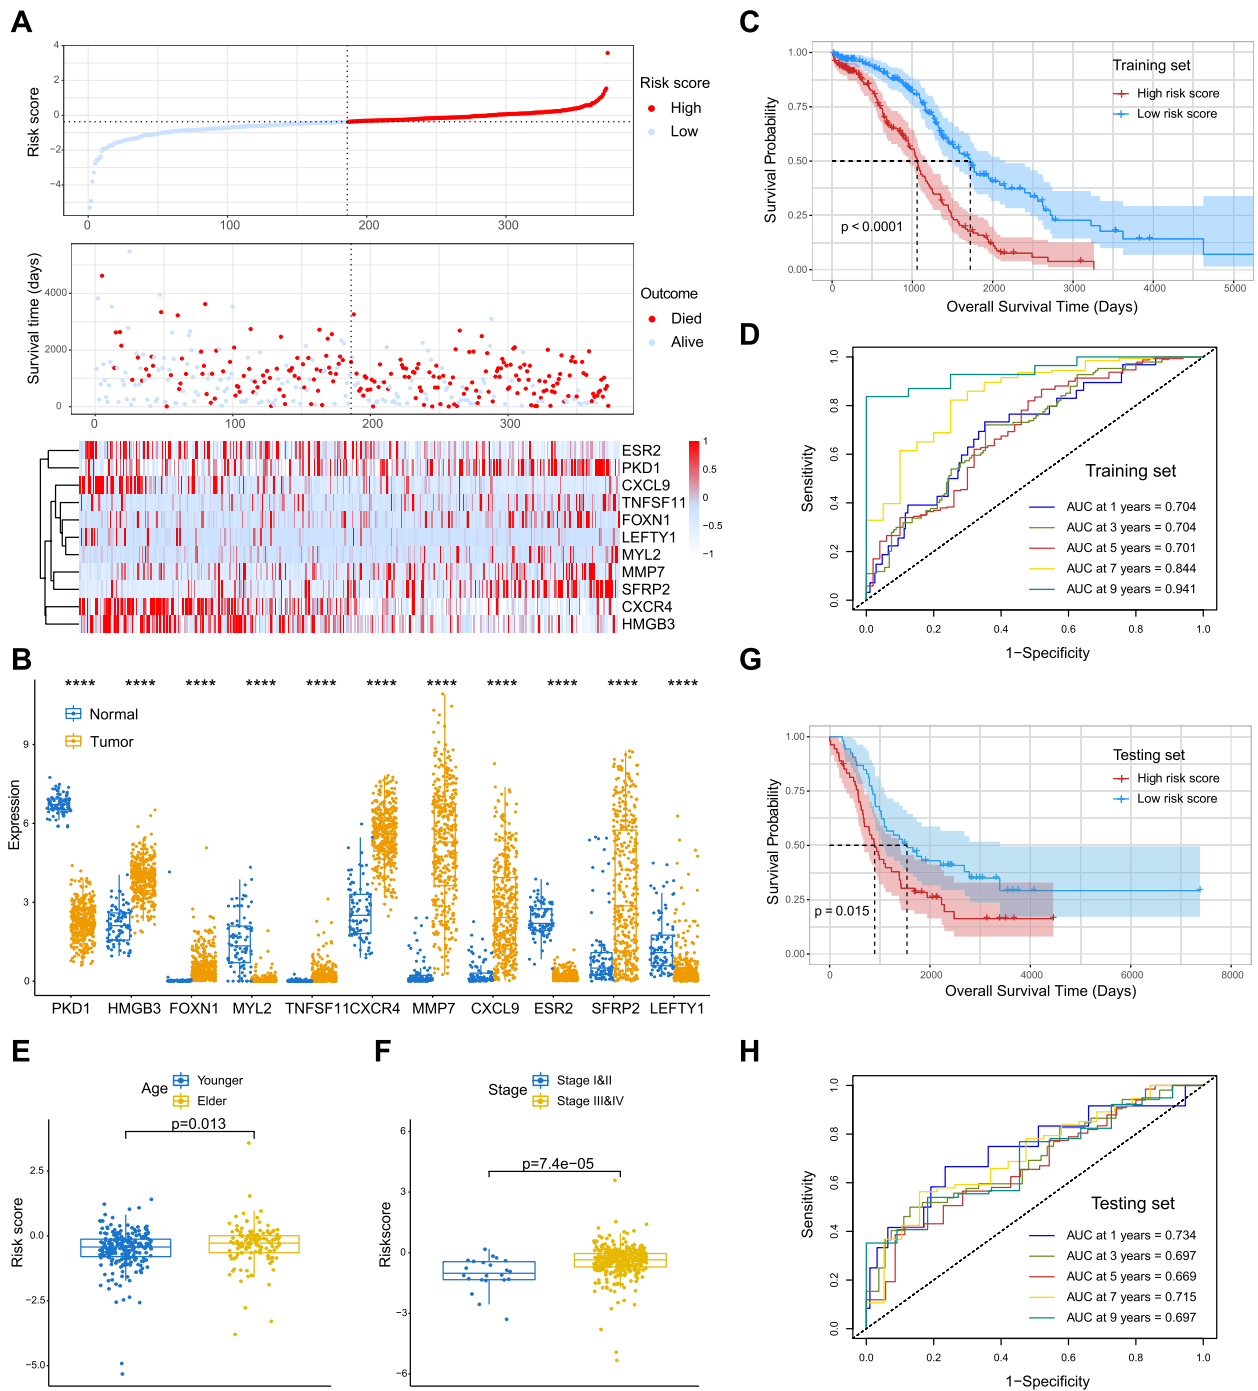 A
4
2
0
−2
−4
Risk score
0
100
200
300
Risk score
High
Low
4000
2000
0
Survival time (days)
0
100
200
300
Outcome
Died
Alive
ESR2
PKD1
CXCL9
TNFSF11
FOXN1
LEFTY1
MYL2
MMP7
SFRP2
CXCR4
HMGB3
1
0.5
0
−0.5
−1
B
**** **** **** **** **** **** **** **** **** **** ****
Normal
Tumor
9
6
3
0
Expression
PKD1 HMGB3 FOXN1 MYL2 TNFSF11 CXCR4 MMP7 CXCL9 ESR2 SFRP2 LEFTY1
C
1.00
0.75
0.50
0.25
0.00
Survival Probability
Training set
High risk score
Low risk score
p < 0.0001
0 1000 2000 3000 4000 5000
Overall Survival Time (Days)
D
1.0
0.8
0.6
0.4
0.2
0.0
Sensitivity
Training set
AUC at 1 years = 0.704
AUC at 3 years = 0.704
AUC at 5 years = 0.701
AUC at 7 years = 0.844
AUC at 9 years = 0.941
0.0 0.2 0.4 0.6 0.8 1.0
1−Specificity
G
1.00
0.75
0.50
0.25
0.00
Survival Probability
Testing set
High risk score
Low risk score
p = 0.015
0 2000 4000 6000 8000
Overall Survival Time (Days)
E
Age
Younger
Elder
p=0.013
2.5
0.0
−2.5
−5.0
Risk score
F
Stage
Stage I&II
Stage III&IV
p=7.4e−05
6
3
0
−3
−6
Riskscore
H
1.0
0.8
0.6
0.4
0.2
0.0
Sensitivity
Testing set
AUC at 1 years = 0.734
AUC at 3 years = 0.697
AUC at 5 years = 0.669
AUC at 7 years = 0.715
AUC at 9 years = 0.697
0.0 0.2 0.4 0.6 0.8 1.0
1−Specificity